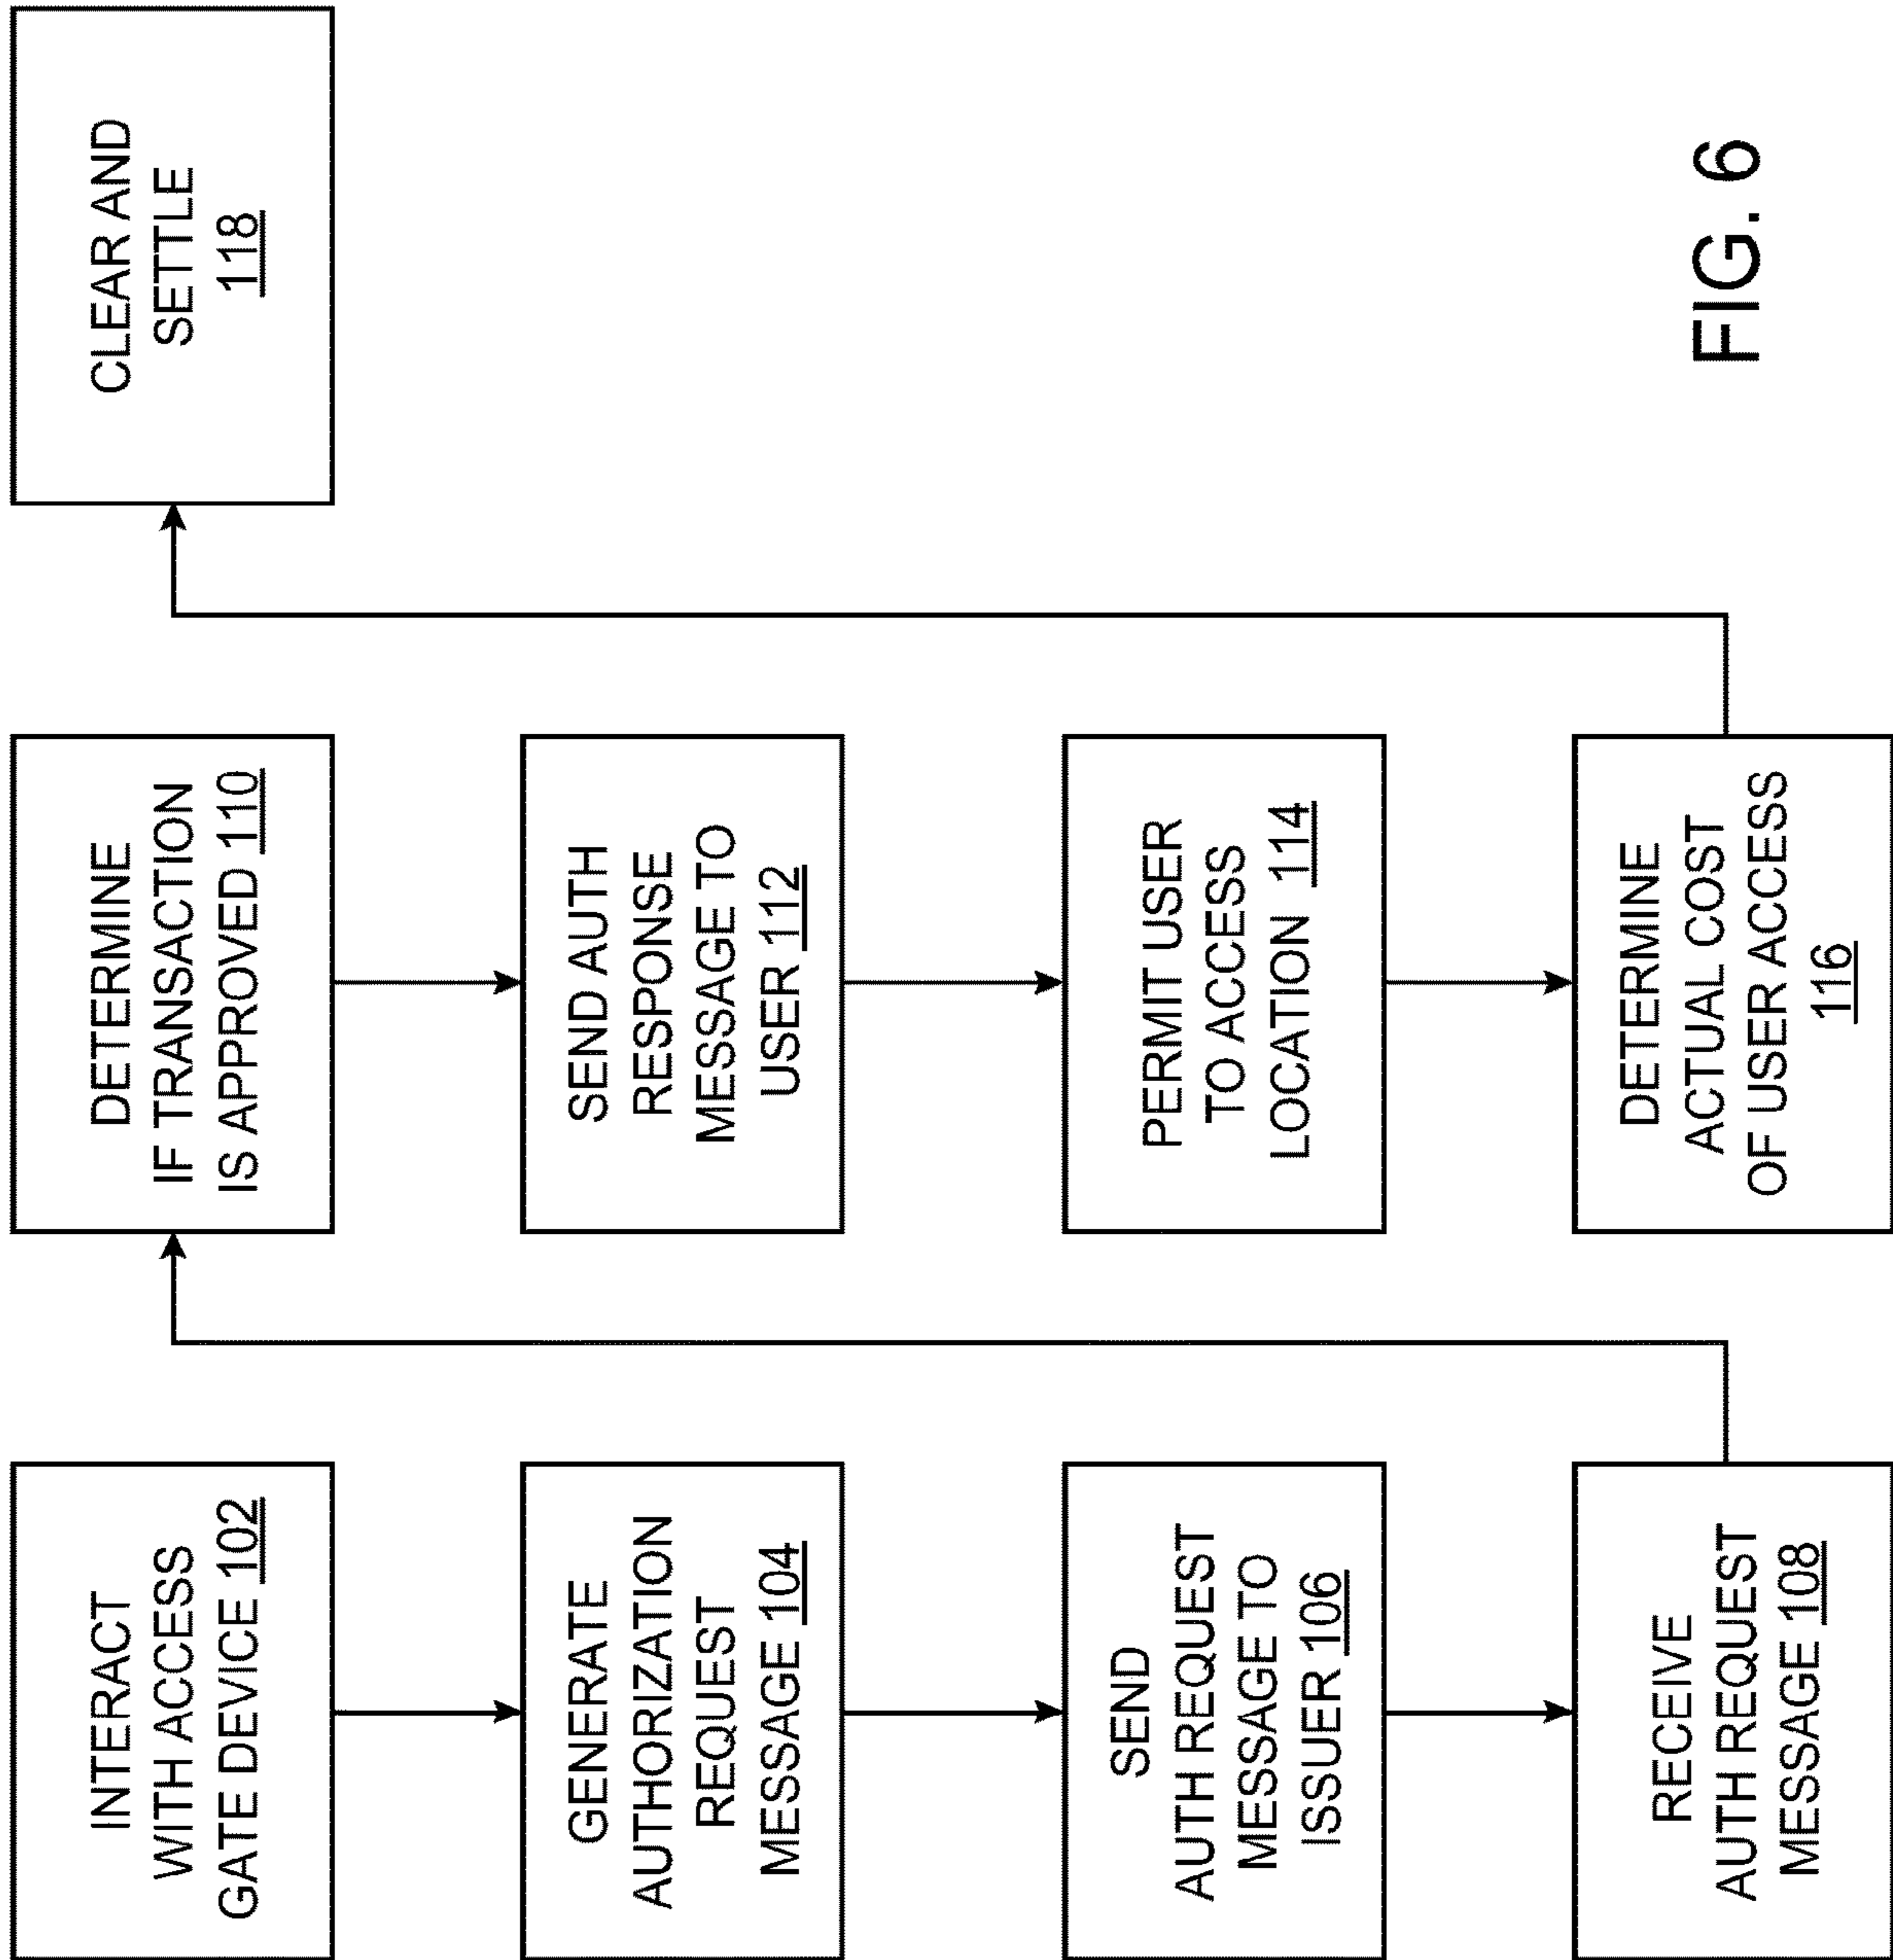 INTERACT
WITH ACCESS
GATE DEVICE 102
GENERATE
AUTHORIZATION
REQUEST
MESSAGE 104
SEND
AUTH REQUEST
MESSAGE TO
ISSUER 106
RECEIVE
AUTH REQUEST
MESSAGE 108
DETERMINE
IF TRANSACTION
IS APPROVED 110
SEND AUTH
RESPONSE
MESSAGE TO
USER 112
PERMIT USER
TO ACCESS
LOCATION 114
DETERMINE
ACTUAL COST
OF USER ACCESS
116
CLEAR AND
SETTLE
118
FIG. 6